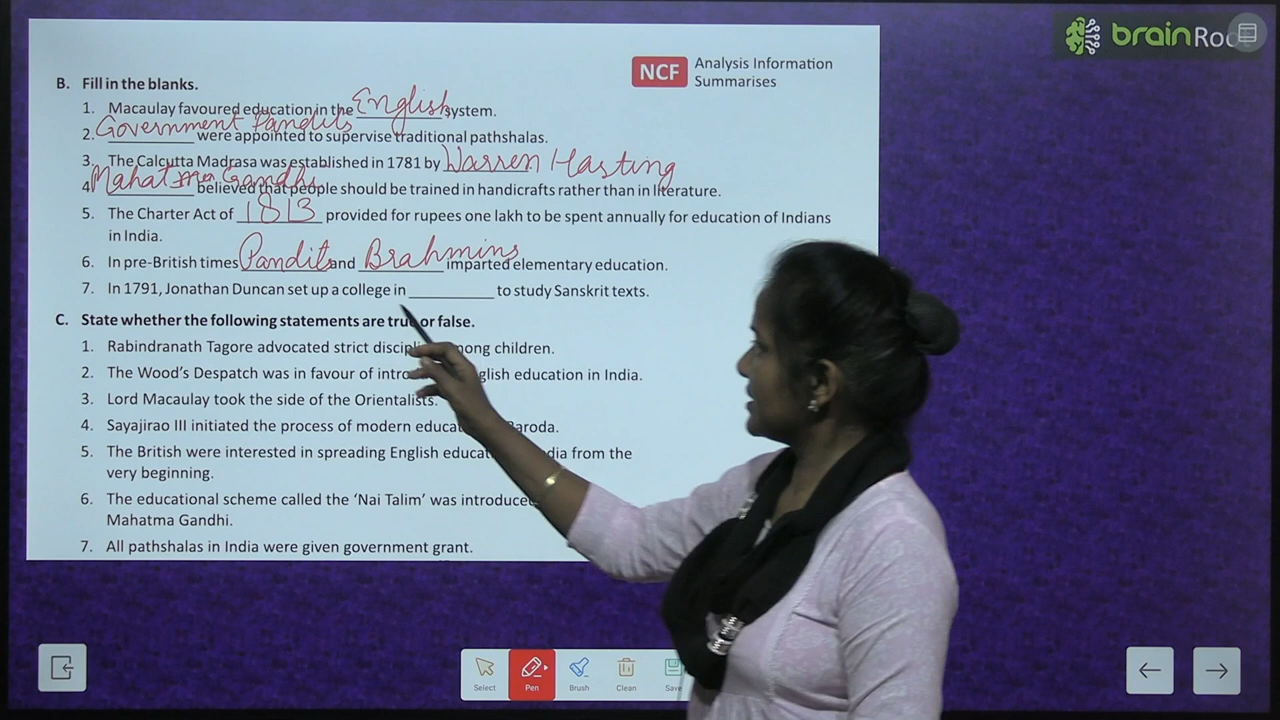 brainRo
NCF
Analysis Information
Summarises
B. Fill in the blanks.
1. Macaulay favoured education in the English system.
2. Government Pandits were appointed to supervise traditional pathshalas.
3. The Calcutta Madrasa was established in 1781 by Warren Hasting
4. Mahatma Gandhi believed that people should be trained in handicrafts rather than in literature.
5. The Charter Act of 1813 provided for rupees one lakh to be spent annually for education of Indians
in India.
6. In pre-British times Pandits and Brahmins imparted elementary education.
7. In 1791, Jonathan Duncan set up a college in __________ to study Sanskrit texts.
C. State whether the following statements are true or false.
1. Rabindranath Tagore advocated strict discipl mong children.
2. The Wood's Despatch was in favour of intro glish education in India.
3. Lord Macaulay took the side of the Orientalists.
4. Sayajirao III initiated the process of modern educat Baroda.
5. The British were interested in spreading English educat dia from the
very beginning.
6. The educational scheme called the 'Nai Talim' was introduce
Mahatma Gandhi.
7. All pathshalas in India were given government grant.
Select Pen Brush Clean Save